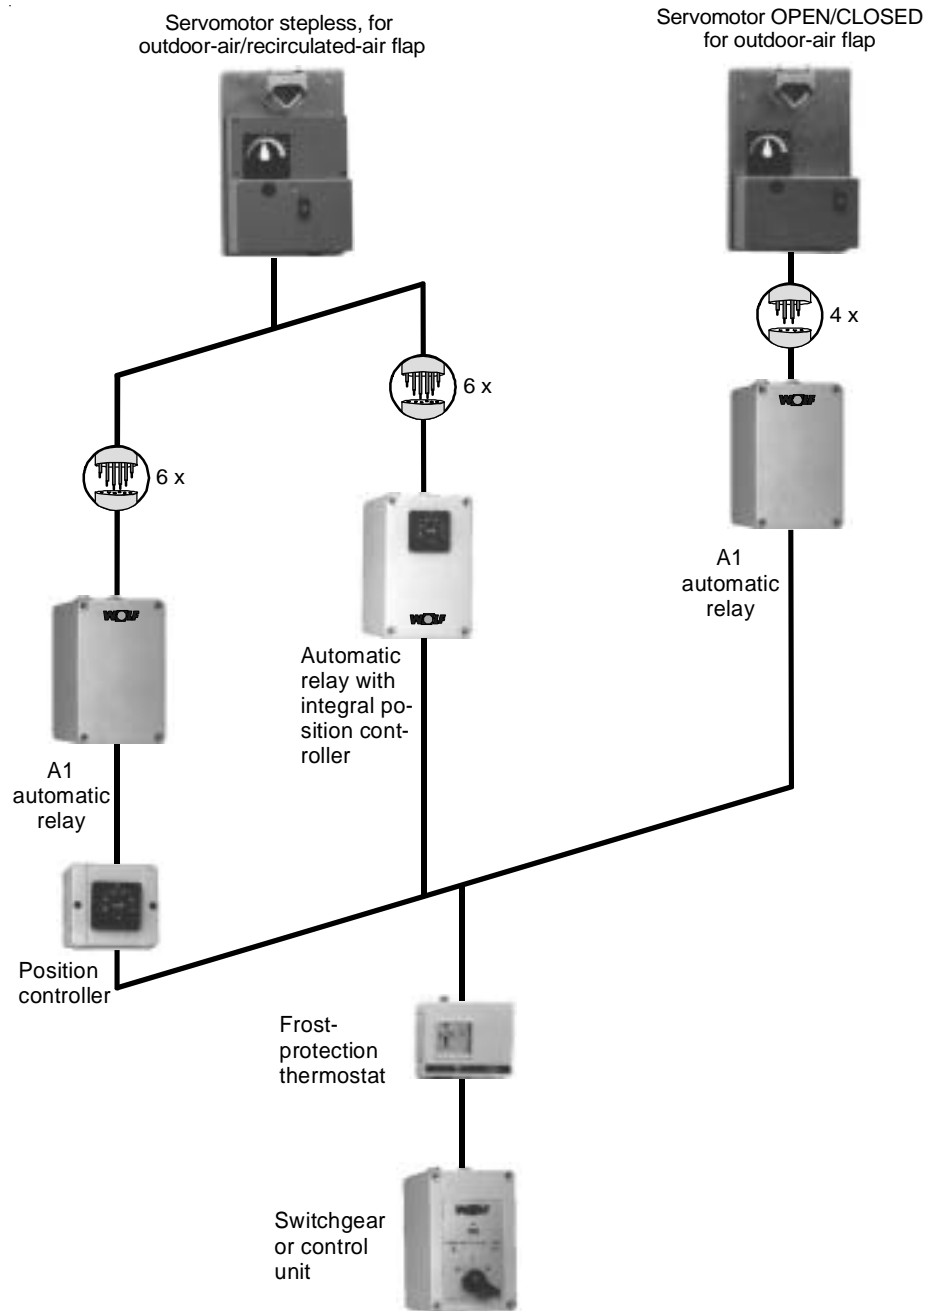 Servomotor stepless, for
outdoor-air/recirculated-air flap
Servomotor OPEN/CLOSED
for outdoor-air flap
4 x
6 x
6 x
WOLF
A1
automatic
relay
WOLF
Automatic
relay with
integral po-
sition cont-
roller
WOLF
A1
automatic
relay
Position
controller
Frost-
protection
thermostat
WOLF
Switchgear
or control
unit